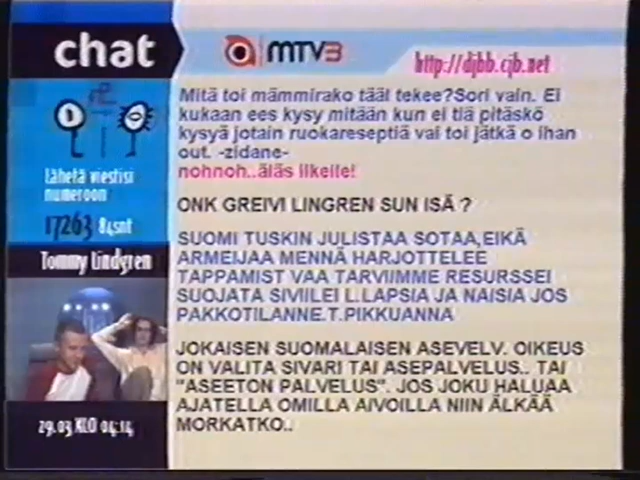 chat
MTV3
http://djbb.cjb.net
Mitä toi mämmirako tääl tekee?Sori vain. Ei
kukaan ees kysy mitään kun ei tiä pitäskö
kysyä jotain ruokareseptiä vai toi jätkä o ihan
out. -zidane-
nohnoh..äläs ilkeile!
ONK GREIVI LINGREN SUN ISÄ ?
SUOMI TUSKIN JULISTAA SOTAA,EIKÄ
ARMEIJAA MENNÄ HARJOTTELEE
TAPPAMIST VAA TARVIIMME RESURSSEI
SUOJATA SIVIILEI L.LAPSIA JA NAISIA JOS
PAKKOTILANNE.T.PIKKUANNA
JOKAISEN SUOMALAISEN ASEVELV. OIKEUS
ON VALITA SIVARI TAI ASEPALVELUS.. TAI
"ASEETON PALVELUS". JOS JOKU HALUAA
AJATELLA OMILLA AIVOILLA NIIN ÄLKÄÄ
MORKATKO..
Lähetä viestisi
numeroon
17263 84snt
Tommy Lindgren
29.03 KLO 04:14